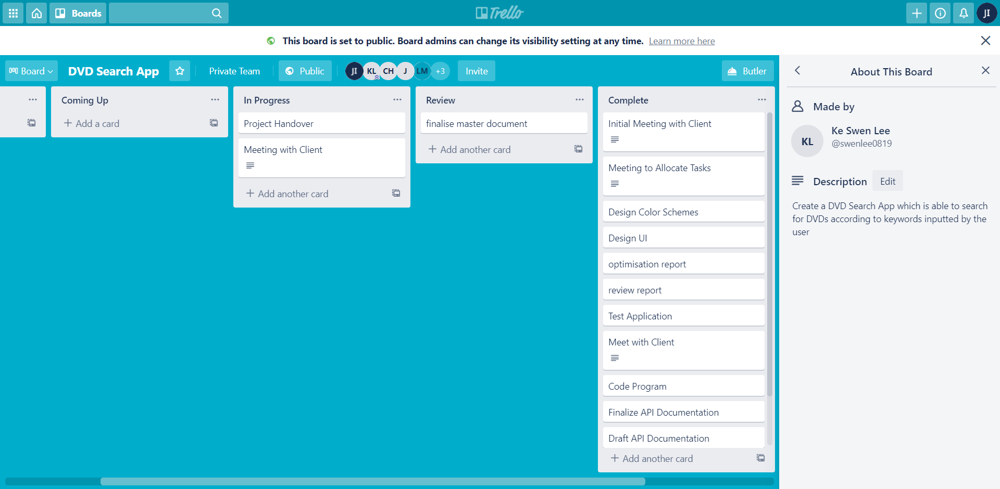 Boards
Trello
JI
This board is set to public. Board admins can change its visibility setting at any time. Learn more here
Board
DVD Search App
Private Team
Public
JI
KL
CH
J
LM
+3
Invite
Butler
Coming Up
Add a card
In Progress
Project Handover
Meeting with Client
Add another card
Review
finalise master document
Add another card
Complete
Initial Meeting with Client
Meeting to Allocate Tasks
Design Color Schemes
Design UI
optimisation report
review report
Test Application
Meet with Client
Code Program
Finalize API Documentation
Draft API Documentation
Add another card
About This Board
Made by
KL
Ke Swen Lee
@swenlee0819
Description
Edit
Create a DVD Search App which is able to search
for DVDs according to keywords inputted by the
user